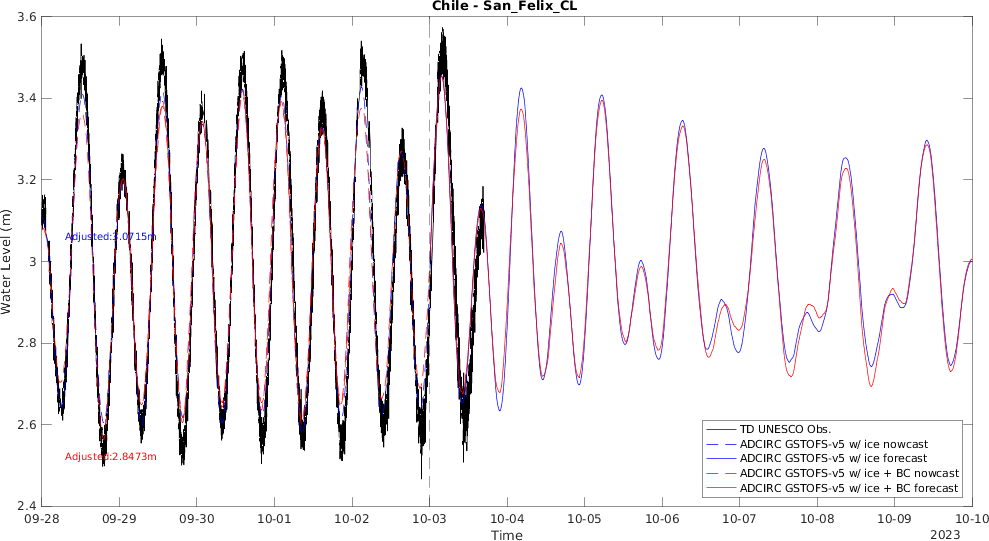 Chile - San_Felix_CL
3.6
3.4
3.2
3
2.8
2.6
2.4
Water Level (m)
Adjusted:3.0715m
Adjusted:2.8473m
TD UNESCO Obs.
ADCIRC GSTOFS-v5 w/ ice nowcast
ADCIRC GSTOFS-v5 w/ ice forecast
ADCIRC GSTOFS-v5 w/ ice + BC nowcast
ADCIRC GSTOFS-v5 w/ ice + BC forecast
09-28 09-29 09-30 10-01 10-02 10-03 10-04 10-05 10-06 10-07 10-08 10-09 10-10
Time
2023